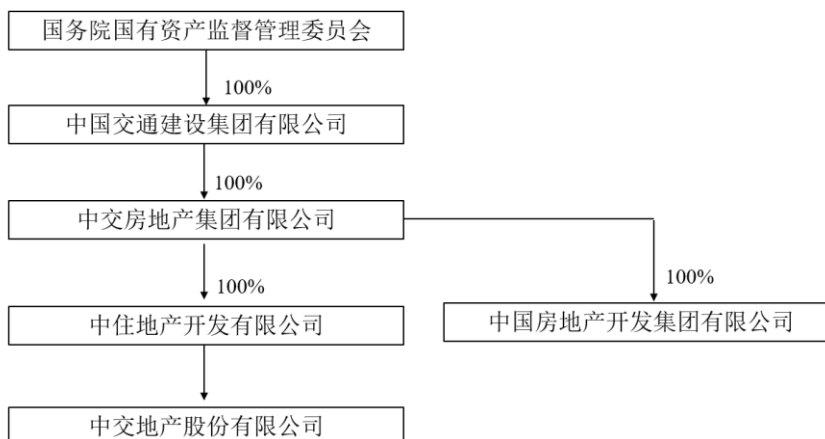 国务院国有资产监督管理委员会
100%
中国交通建设集团有限公司
100%
中交房地产集团有限公司
100%
100%
中住地产开发有限公司
中国房地产开发集团有限公司
中交地产股份有限公司